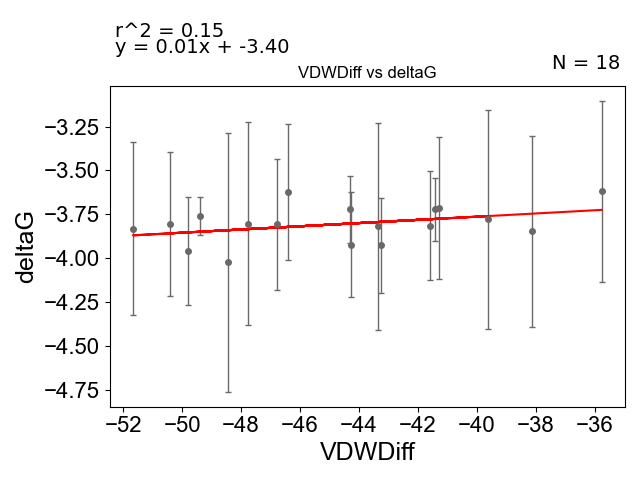 r^2 = 0.15
y = 0.01x + -3.40
N = 18
VDWDiff vs deltaG
−3.25
−3.50
−3.75
−4.00
−4.25
−4.50
−4.75
deltaG
−52 −50 −48 −46 −44 −42 −40 −38 −36
VDWDiff